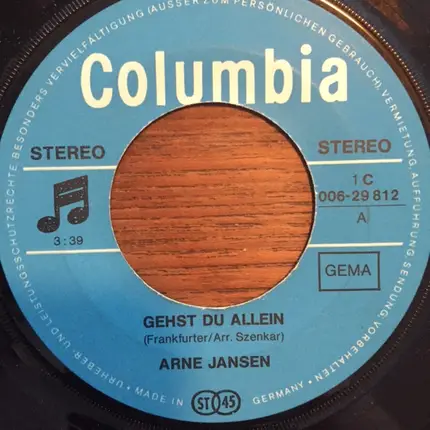 Columbia
STEREO
STEREO
3:39
1 C
006-29 812
A
GEMA
GEHST DU ALLEIN
(Frankfurter/Arr. Szenkar)
ARNE JANSEN
URHEBER- UND LEISTUNGSSCHUTZRECHTE, BESONDERS VERVIELFÄLTIGUNG (AUSSER ZUM PERSÖNLICHEN GEBRAUCH), VERMIETUNG, AUFFÜHRUNG, SENDUNG, VORBEHALTEN
MADE IN GERMANY
ST 45